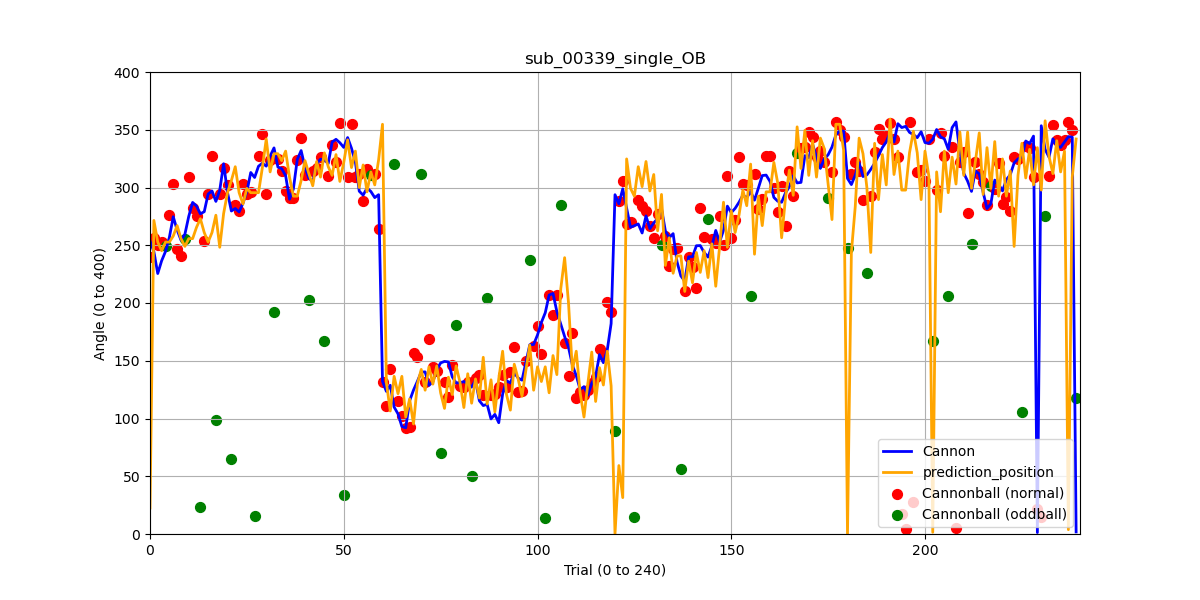 sub_00339_single_OB
Angle (0 to 400)
400
350
300
250
200
150
100
50
0
0 50 100 150 200
Trial (0 to 240)
Cannon
prediction_position
Cannonball (normal)
Cannonball (oddball)